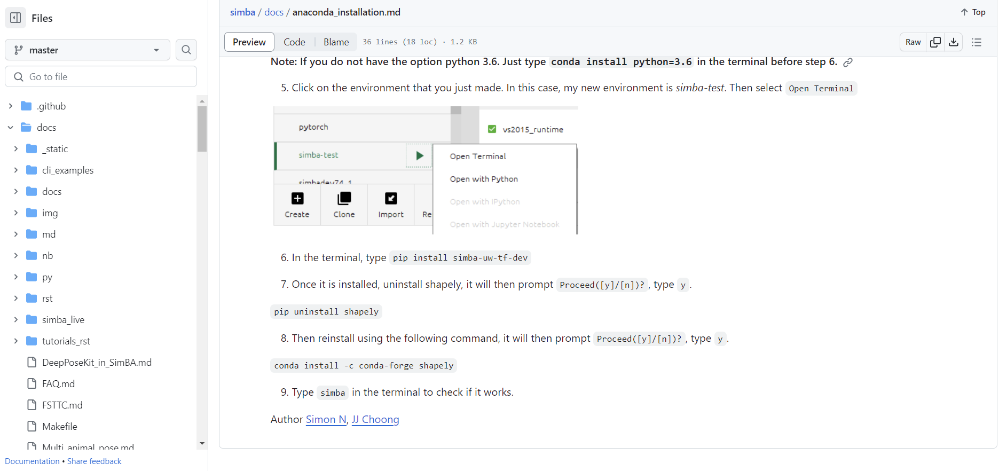 Files
master
Go to file
.github
docs
_static
cli_examples
docs
img
md
nb
py
rst
simba_live
tutorials_rst
DeepPoseKit_in_SimBA.md
FAQ.md
FSTTC.md
Makefile
Multi_animal_pose.md
Documentation • Share feedback
simba / docs / anaconda_installation.md
Top
Preview Code Blame 36 lines (18 loc) · 1.2 KB
Raw
Note: If you do not have the option python 3.6. Just type conda install python=3.6 in the terminal before step 6.
5. Click on the environment that you just made. In this case, my new environment is simba-test. Then select Open Terminal
pytorch
simba-test
simbadev74_1
Create Clone Import Re
vs2015_runtime
Open Terminal
Open with Python
Open with IPython
Open with Jupyter Notebook
6. In the terminal, type pip install simba-uw-tf-dev
7. Once it is installed, uninstall shapely, it will then prompt Proceed([y]/[n])?, type y.
pip uninstall shapely
8. Then reinstall using the following command, it will then prompt Proceed([y]/[n])?, type y.
conda install -c conda-forge shapely
9. Type simba in the terminal to check if it works.
Author Simon N, JJ Choong